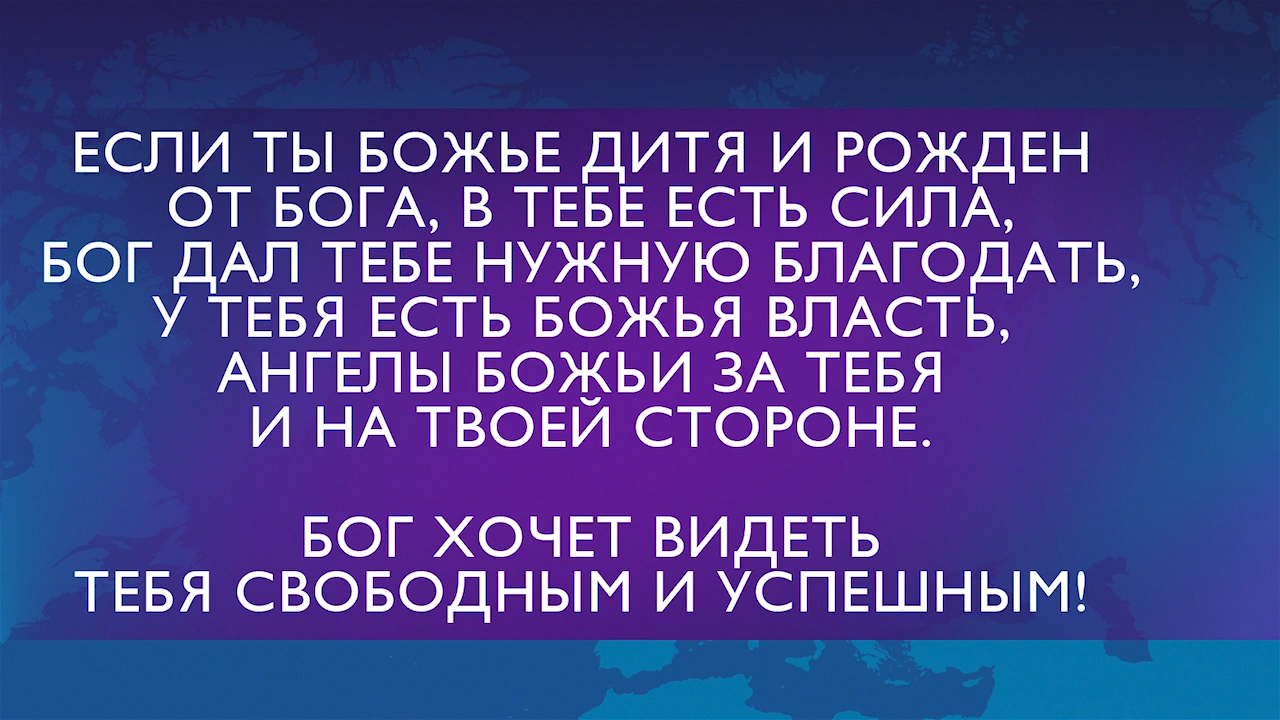 ЕСЛИ ТЫ БОЖЬЕ ДИТЯ И РОЖДЕН
ОТ БОГА, В ТЕБЕ ЕСТЬ СИЛА,
БОГ ДАЛ ТЕБЕ НУЖНУЮ БЛАГОДАТЬ,
У ТЕБЯ ЕСТЬ БОЖЬЯ ВЛАСТЬ,
АНГЕЛЫ БОЖЬИ ЗА ТЕБЯ
И НА ТВОЕЙ СТОРОНЕ.
БОГ ХОЧЕТ ВИДЕТЬ
ТЕБЯ СВОБОДНЫМ И УСПЕШНЫМ!